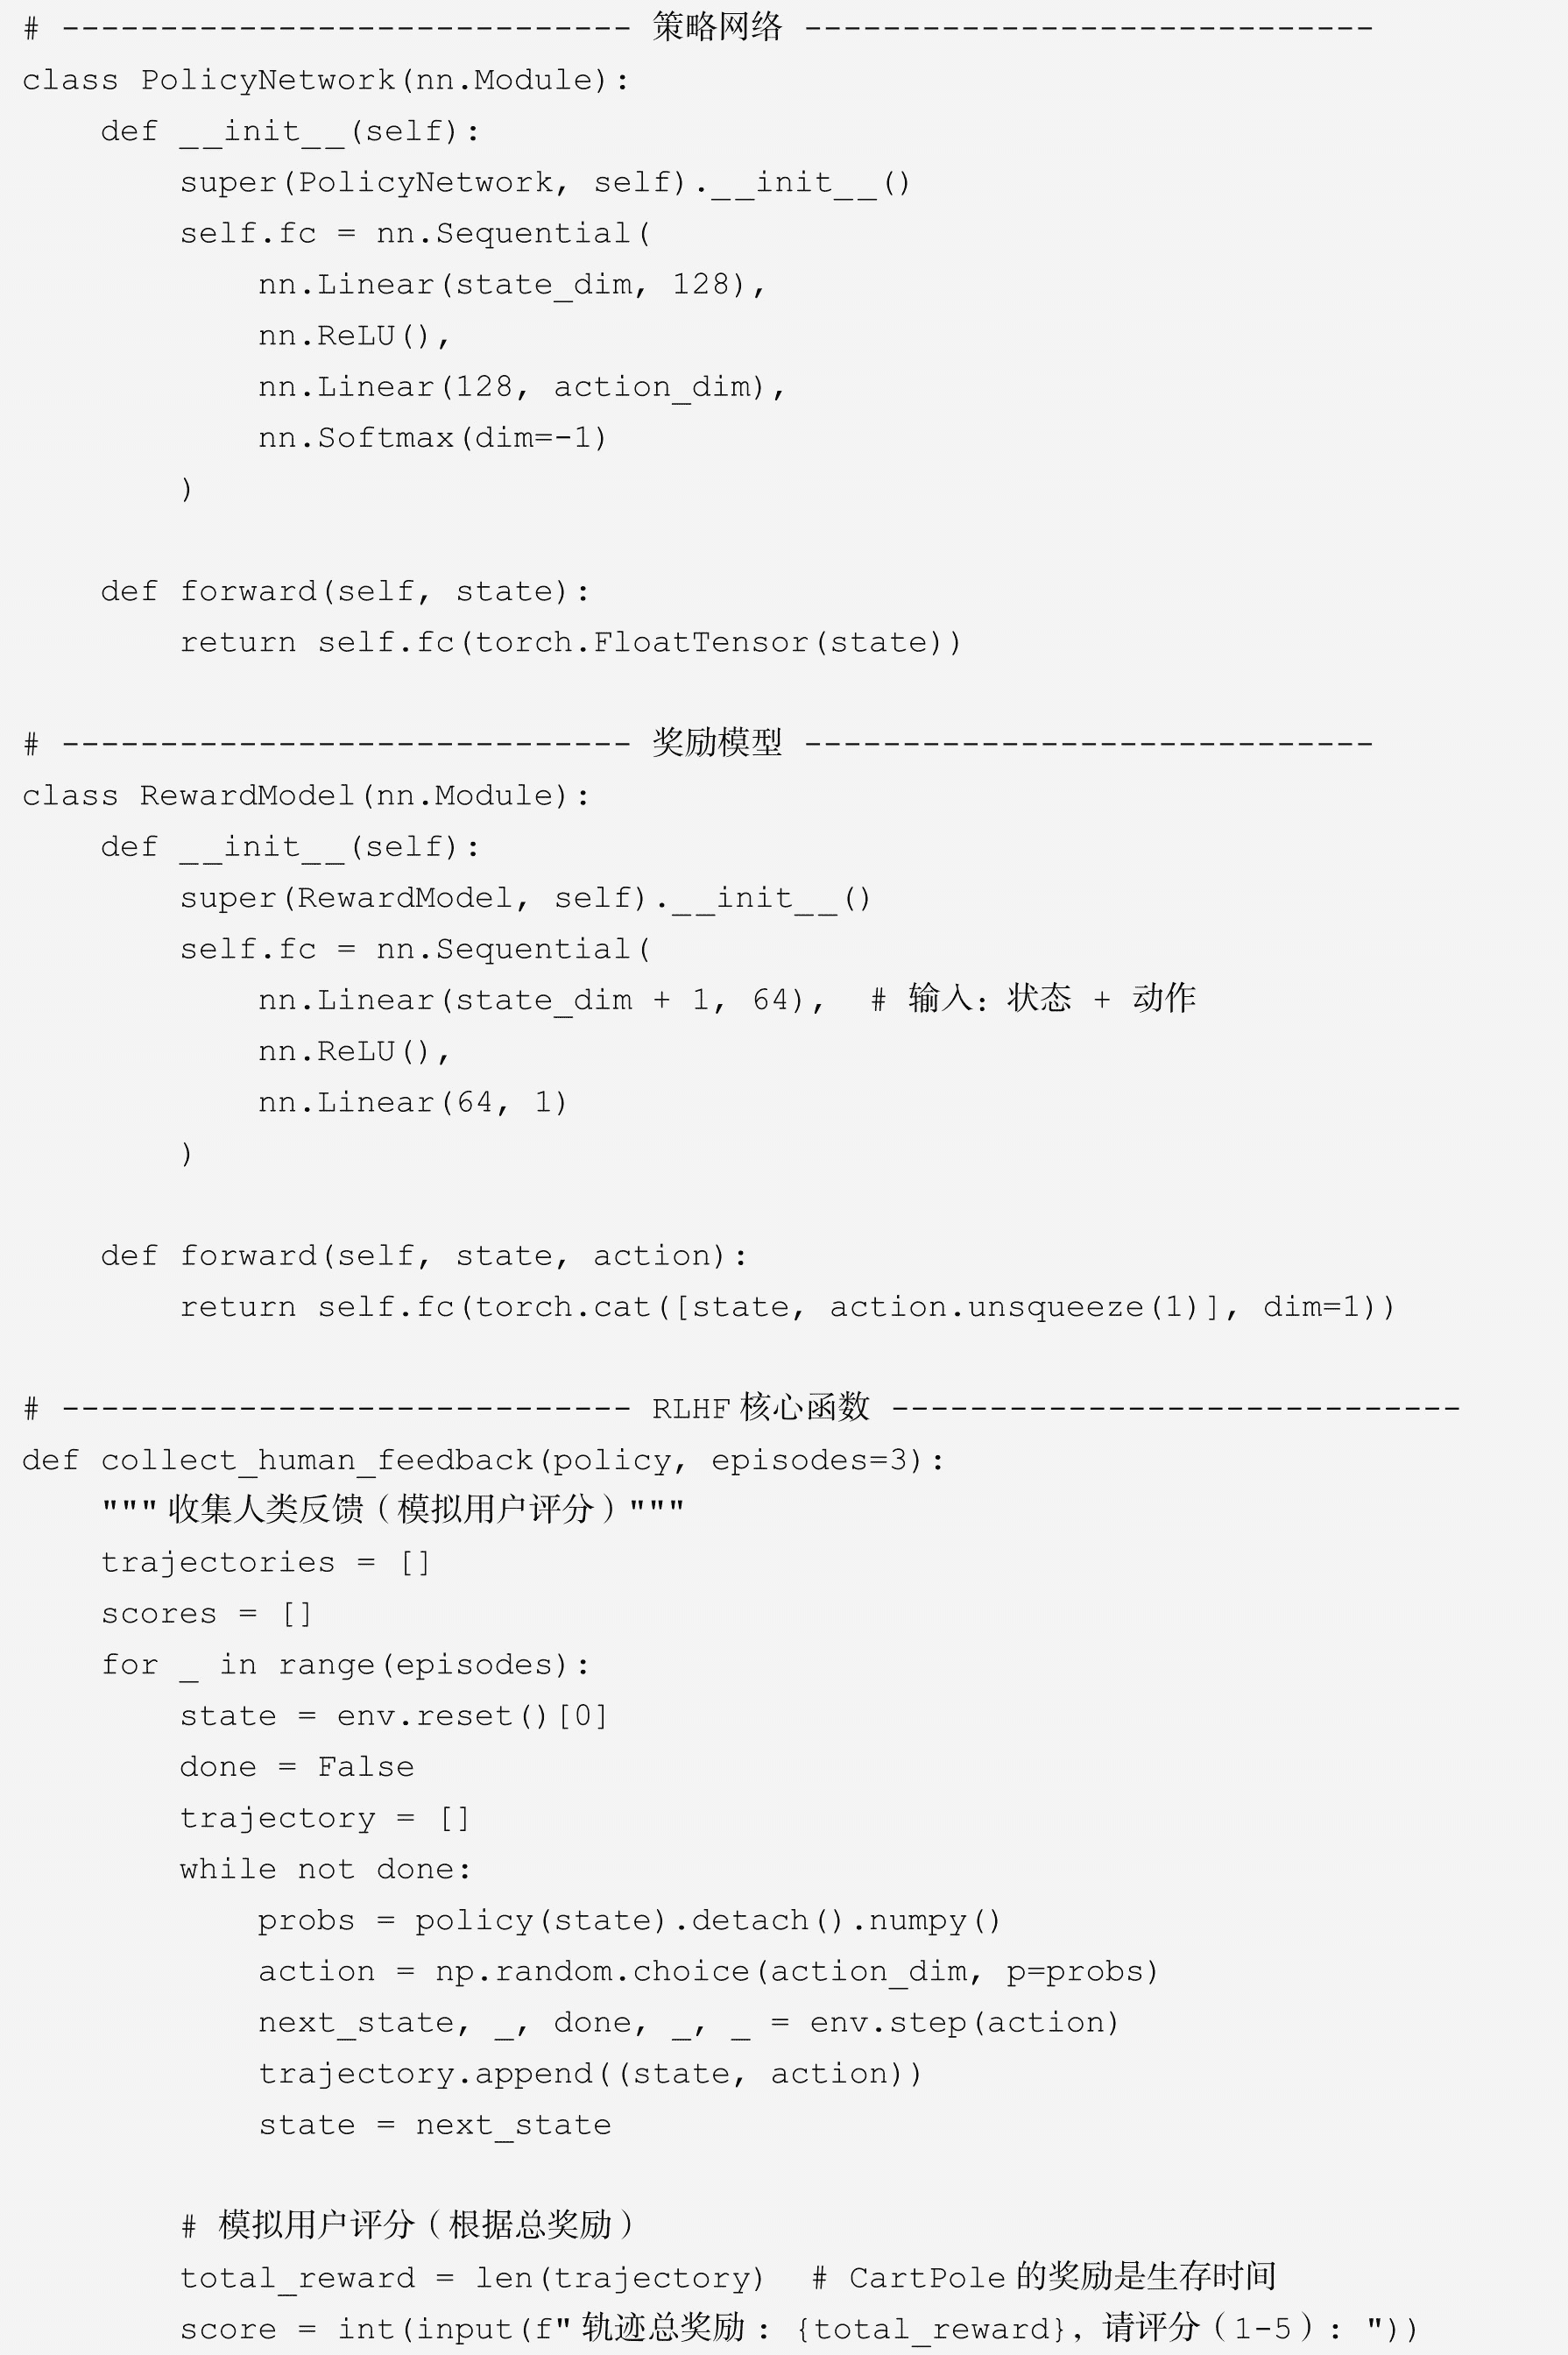 # ----------------------------- 策略网络 -----------------------------
class PolicyNetwork(nn.Module):
    def __init__(self):
        super(PolicyNetwork, self).__init__()
        self.fc = nn.Sequential(
            nn.Linear(state_dim, 128),
            nn.ReLU(),
            nn.Linear(128, action_dim),
            nn.Softmax(dim=-1)
        )

    def forward(self, state):
        return self.fc(torch.FloatTensor(state))

# ----------------------------- 奖励模型 -----------------------------
class RewardModel(nn.Module):
    def __init__(self):
        super(RewardModel, self).__init__()
        self.fc = nn.Sequential(
            nn.Linear(state_dim + 1, 64),  # 输入：状态 + 动作
            nn.ReLU(),
            nn.Linear(64, 1)
        )

    def forward(self, state, action):
        return self.fc(torch.cat([state, action.unsqueeze(1)], dim=1))

# ----------------------------- RLHF 核心函数 -----------------------------
def collect_human_feedback(policy, episodes=3):
    """收集人类反馈（模拟用户评分）"""
    trajectories = []
    scores = []
    for _ in range(episodes):
        state = env.reset()[0]
        done = False
        trajectory = []
        while not done:
            probs = policy(state).detach().numpy()
            action = np.random.choice(action_dim, p=probs)
            next_state, _, done, _, _ = env.step(action)
            trajectory.append((state, action))
            state = next_state

        # 模拟用户评分（根据总奖励）
        total_reward = len(trajectory)  # CartPole 的奖励是生存时间
        score = int(input(f"轨迹总奖励: {total_reward}, 请评分（1-5）: "))